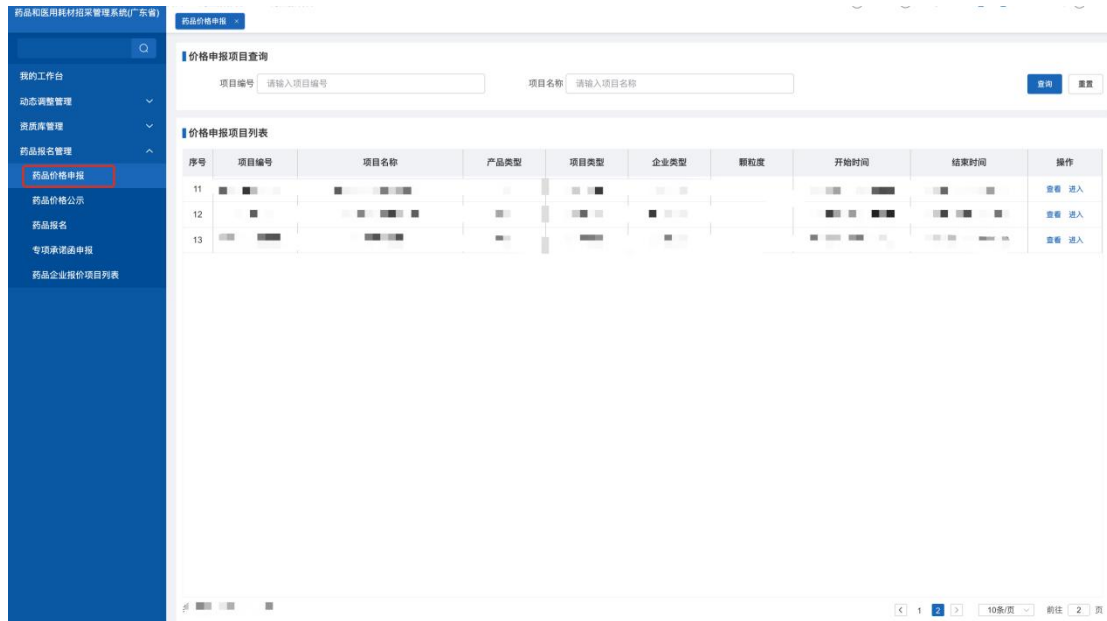 药品和医用耗材招采管理系统(广东省)
药品价格申报 ×
我的工作台
动态调整管理
资质库管理
药品报名管理
药品价格申报
药品价格公示
药品报名
专项承诺函申报
药品企业报价项目列表
价格申报项目查询
项目编号 请输入项目编号 项目名称 请输入项目名称 查询 重置
价格申报项目列表
序号 项目编号 项目名称 产品类型 项目类型 企业类型 颗粒度 开始时间 结束时间 操作
11 查看 进入
12 查看 进入
13 查看 进入
1 2 10条/页 前往 2 页